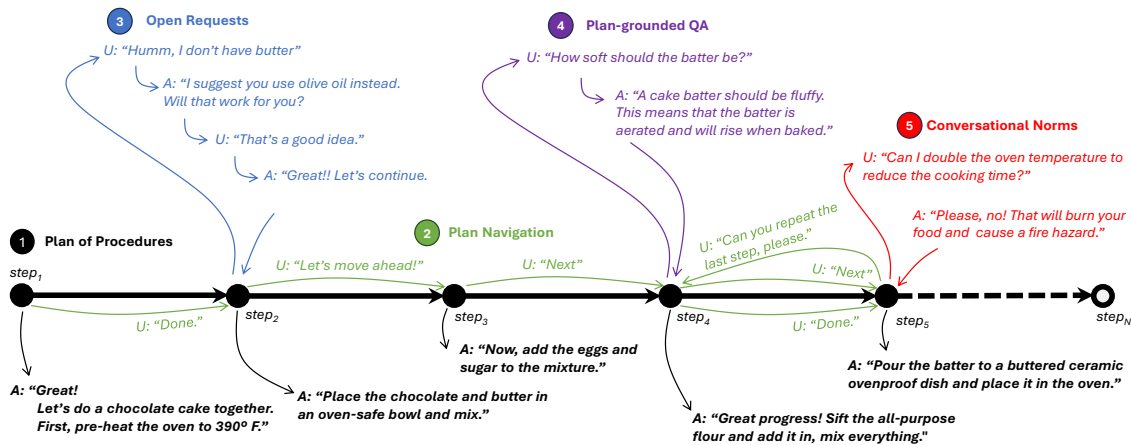 3 Open Requests
U: “Humm, I don’t have butter”
A: “I suggest you use olive oil instead.
Will that work for you?
U: “That’s a good idea.”
A: “Great!! Let’s continue.
4 Plan-grounded QA
U: “How soft should the batter be?”
A: “A cake batter should be fluffy.
This means that the batter is
aerated and will rise when baked.”
5 Conversational Norms
U: “Can I double the oven temperature to
reduce the cooking time?”
A: “Please, no! That will burn your
food and cause a fire hazard.”
1 Plan of Procedures
2 Plan Navigation
U: “Can you repeat the
last step, please.”
step1
U: “Let’s move ahead!”
U: “Next”
U: “Next”
U: “Done.”
step2
step3
step4
U: “Done.”
step5
stepN
A: “Great!
Let’s do a chocolate cake together.
First, pre-heat the oven to 390º F.”
A: “Place the chocolate and butter in
an oven-safe bowl and mix.”
A: “Now, add the eggs and
sugar to the mixture.”
A: “Great progress! Sift the all-purpose
flour and add it in, mix everything."
A: “Pour the batter to a buttered ceramic
ovenproof dish and place it in the oven.”